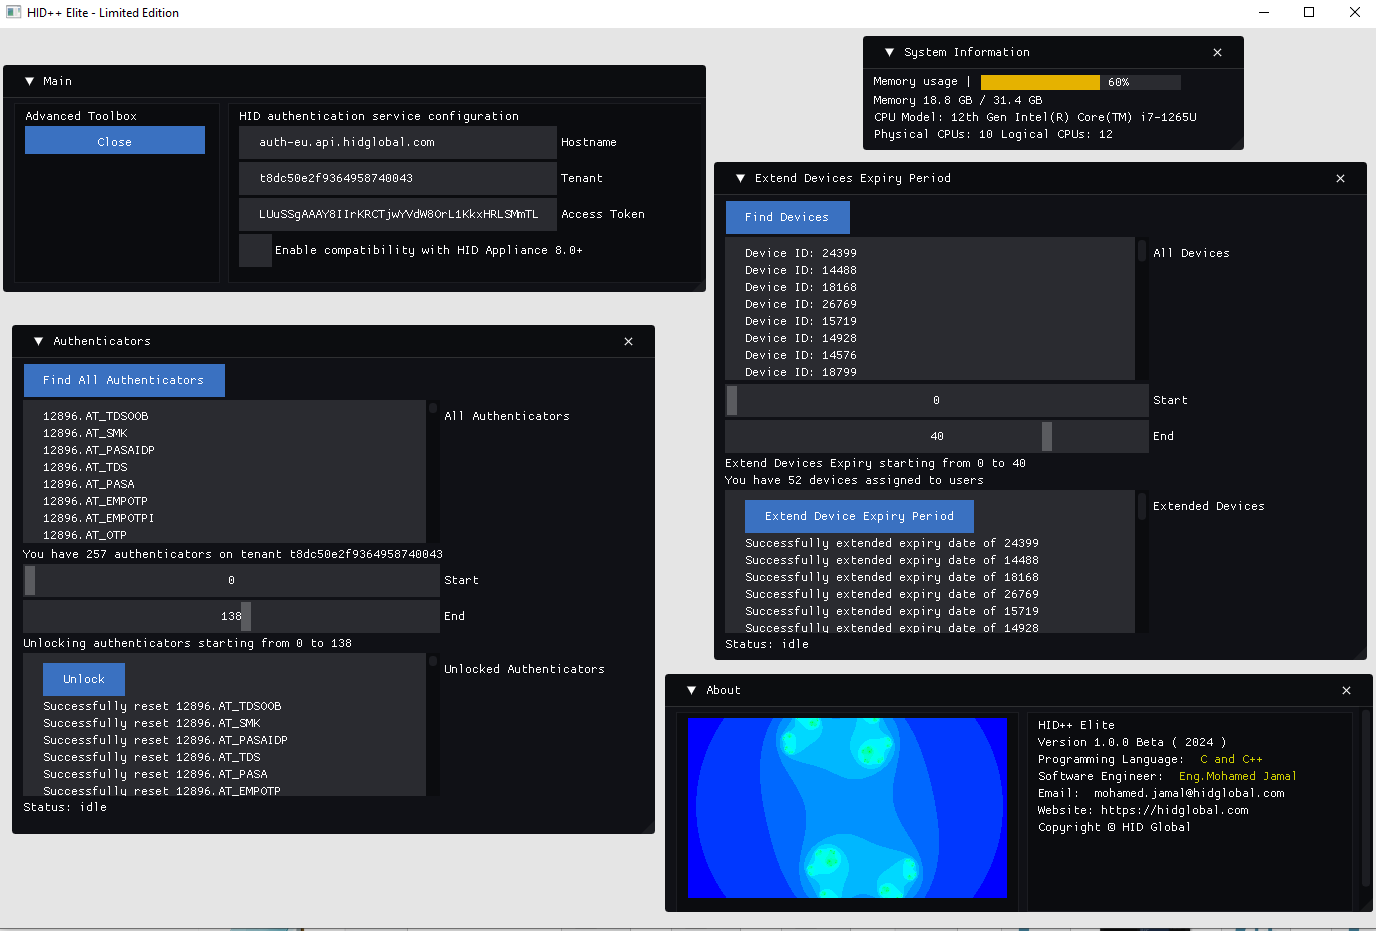 HID++ Elite - Limited Edition
Main
Advanced Toolbox
Close
HID authentication service configuration
auth-eu.api.hidglobal.com Hostname
t8dc50e2f9364958740043 Tenant
LUuSSgAAAY8IIrKRCTjwYVdW8OrL1KkxHRLSMmTL Access Token
Enable compatibility with HID Appliance 8.0+
System Information
Memory usage | 60%
Memory 18.8 GB / 31.4 GB
CPU Model: 12th Gen Intel(R) Core(TM) i7-1265U
Physical CPUs: 10 Logical CPUs: 12
Authenticators
Find All Authenticators
12896.AT_TDSOOB
12896.AT_SMK
12896.AT_PASAIDP
12896.AT_TDS
12896.AT_PASA
12896.AT_EMPOTP
12896.AT_EMPOTPI
12896.AT_OTP
All Authenticators
You have 257 authenticators on tenant t8dc50e2f9364958740043
0 Start
138 End
Unlocking authenticators starting from 0 to 138
Unlock
Successfully reset 12896.AT_TDSOOB
Successfully reset 12896.AT_SMK
Successfully reset 12896.AT_PASAIDP
Successfully reset 12896.AT_TDS
Successfully reset 12896.AT_PASA
Successfully reset 12896.AT_EMPOTP
Unlocked Authenticators
Status: idle
Extend Devices Expiry Period
Find Devices
Device ID: 24399
Device ID: 14488
Device ID: 18168
Device ID: 26769
Device ID: 15719
Device ID: 14928
Device ID: 14576
Device ID: 18799
All Devices
0 Start
40 End
Extend Devices Expiry starting from 0 to 40
You have 52 devices assigned to users
Extend Device Expiry Period
Successfully extended expiry date of 24399
Successfully extended expiry date of 14488
Successfully extended expiry date of 18168
Successfully extended expiry date of 26769
Successfully extended expiry date of 15719
Successfully extended expiry date of 14928
Extended Devices
Status: idle
About
HID++ Elite
Version 1.0.0 Beta ( 2024 )
Programming Language: C and C++
Software Engineer: Eng.Mohamed Jamal
Email: mohamed.jamal@hidglobal.com
Website: https://hidglobal.com
Copyright © HID Global